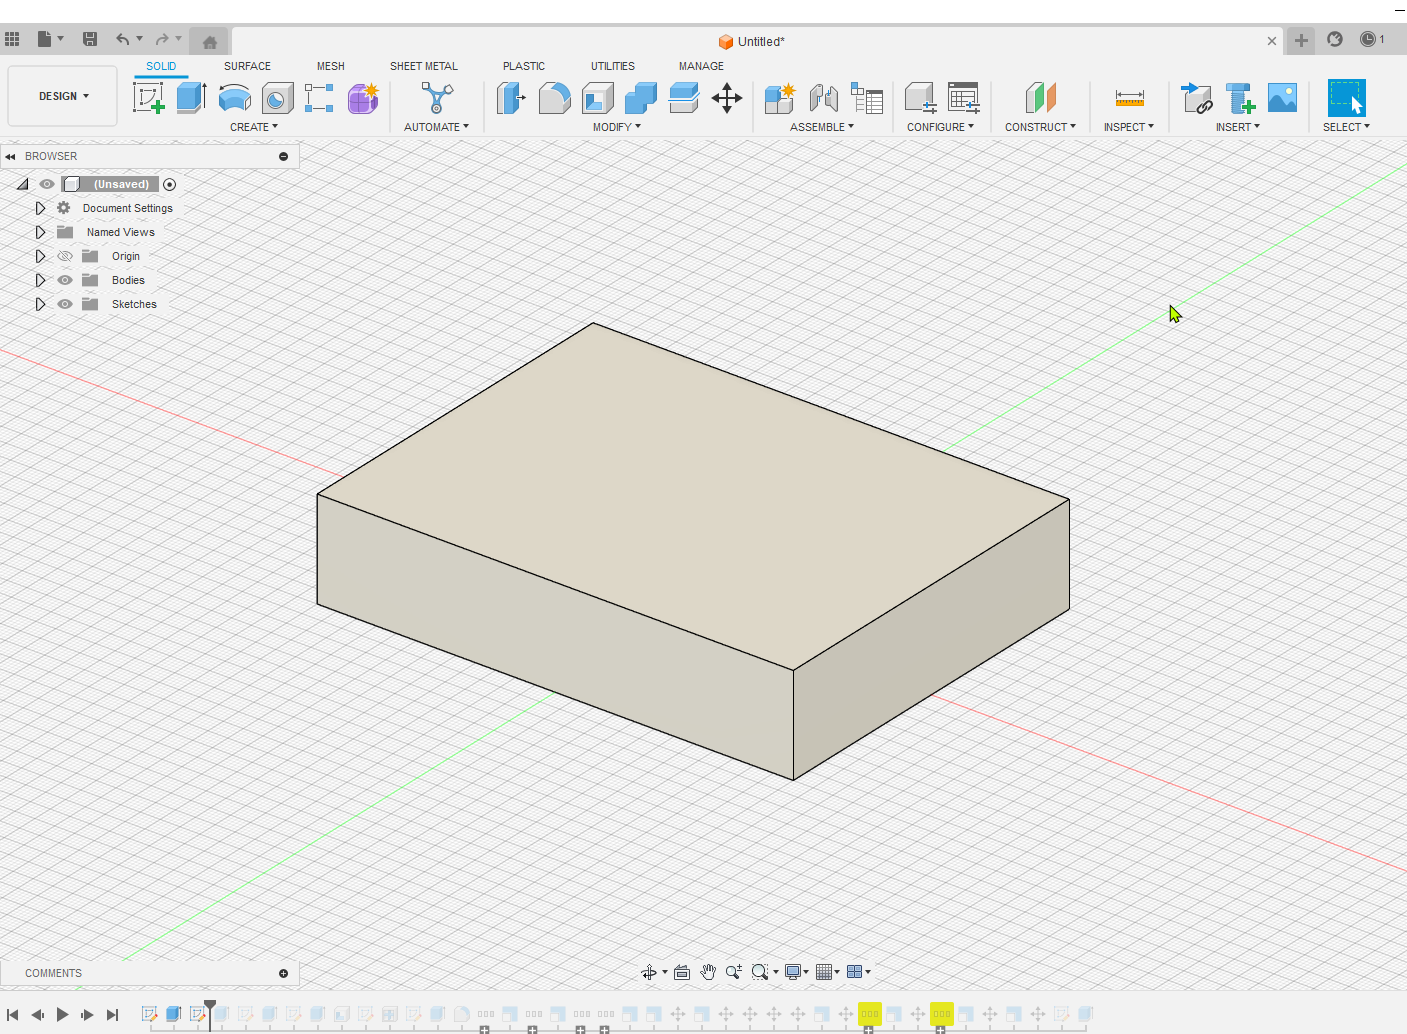 Untitled*
1
DESIGN
SOLID
SURFACE
MESH
SHEET METAL
PLASTIC
UTILITIES
MANAGE
CREATE
AUTOMATE
MODIFY
ASSEMBLE
CONFIGURE
CONSTRUCT
INSPECT
INSERT
SELECT
BROWSER
(Unsaved)
Document Settings
Named Views
Origin
Bodies
Sketches
COMMENTS